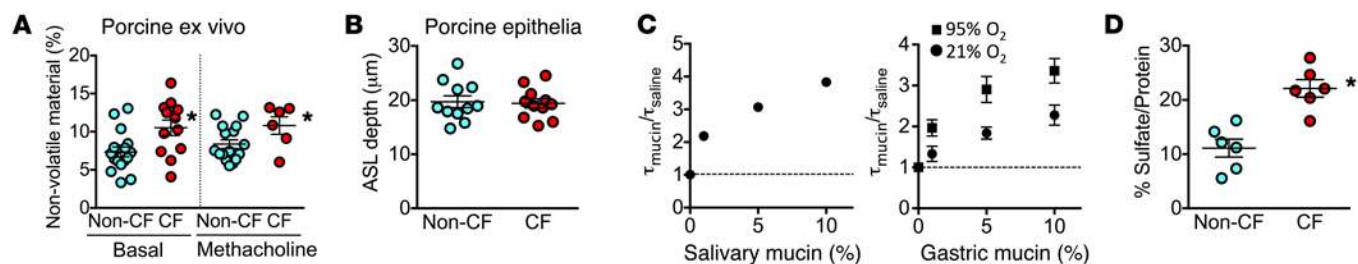 A
Porcine ex vivo
Non-volatile material (%)
20
15
10
5
0
*
*
Non-CF CF Non-CF CF
Basal Methacholine
B
Porcine epithelia
ASL depth (μm)
30
20
10
0
Non-CF CF
C
τmucin/τsaline
5
4
3
2
1
0
0 5 10
Salivary mucin (%)
95% O2
21% O2
τmucin/τsaline
4
3
2
1
0
0 5 10
Gastric mucin (%)
D
% Sulfate/Protein
30
20
10
0
*
Non-CF CF